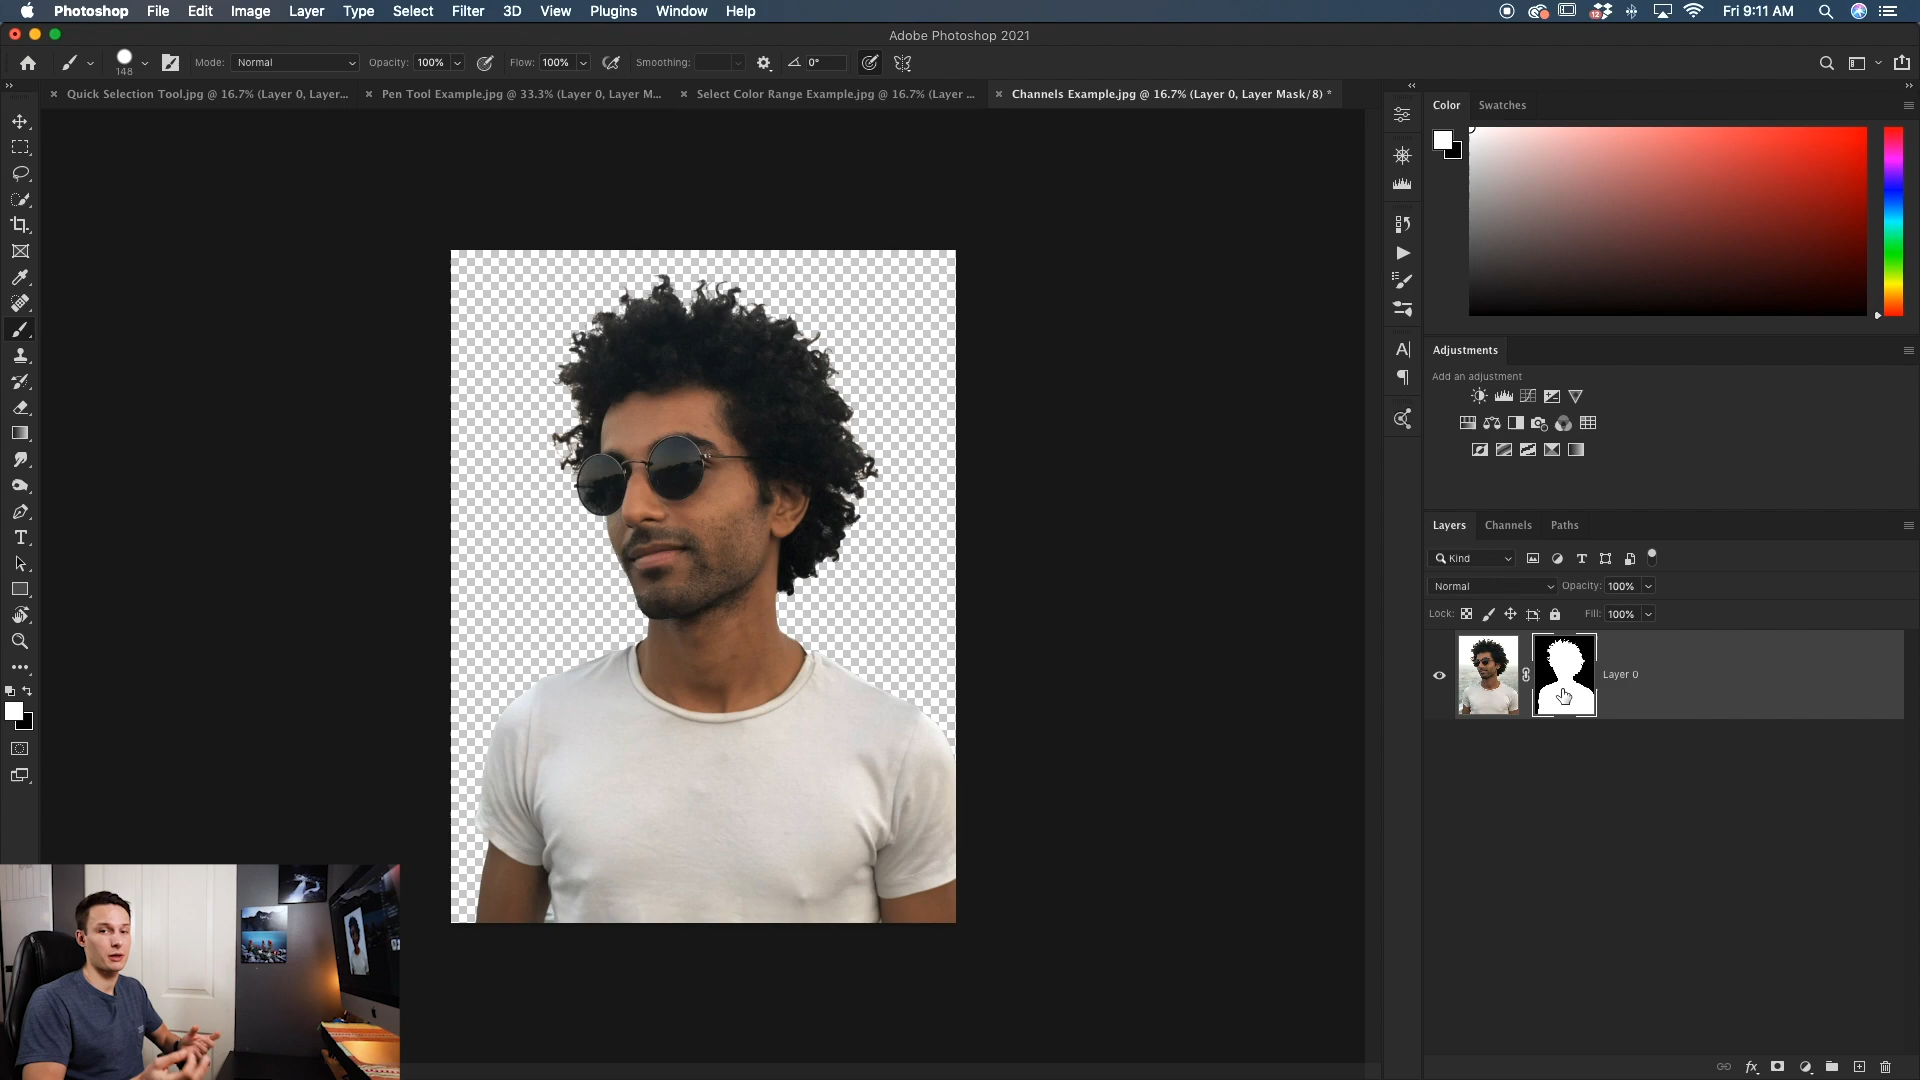 Photoshop File Edit Image Layer Type Select Filter 3D View Plugins Window Help 12 Fri 9:11 AM
Adobe Photoshop 2021
148 Mode: Normal Opacity: 100% Flow: 100% Smoothing: 0°
Quick Selection Tool.jpg @ 16.7% (Layer 0, Layer... Pen Tool Example.jpg @ 33.3% (Layer 0, Layer M... Select Color Range Example.jpg @ 16.7% (Layer ... Channels Example.jpg @ 16.7% (Layer 0, Layer Mask/8) *
Color Swatches
Adjustments
Add an adjustment
Layers Channels Paths
Kind
Normal Opacity: 100%
Lock: Fill: 100%
Layer 0